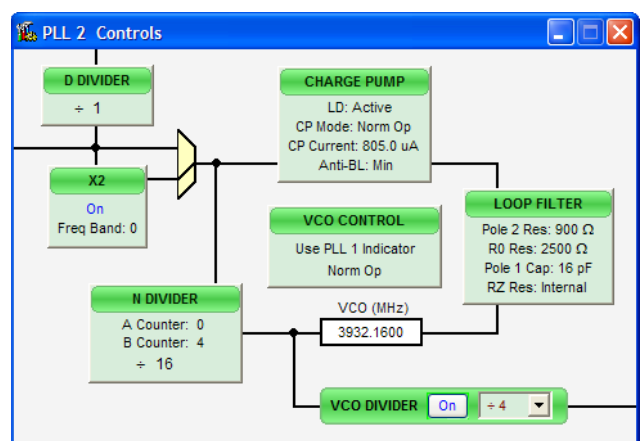 PLL 2 Controls
D DIVIDER
÷ 1
CHARGE PUMP
LD: Active
CP Mode: Norm Op
CP Current: 805.0 uA
Anti-BL: Min
X2
On
Freq Band: 0
VCO CONTROL
Use PLL 1 Indicator
Norm Op
LOOP FILTER
Pole 2 Res: 900 Ω
R0 Res: 2500 Ω
Pole 1 Cap: 16 pF
RZ Res: Internal
N DIVIDER
A Counter: 0
B Counter: 4
÷ 16
VCO (MHz)
3932.1600
VCO DIVIDER On ÷ 4